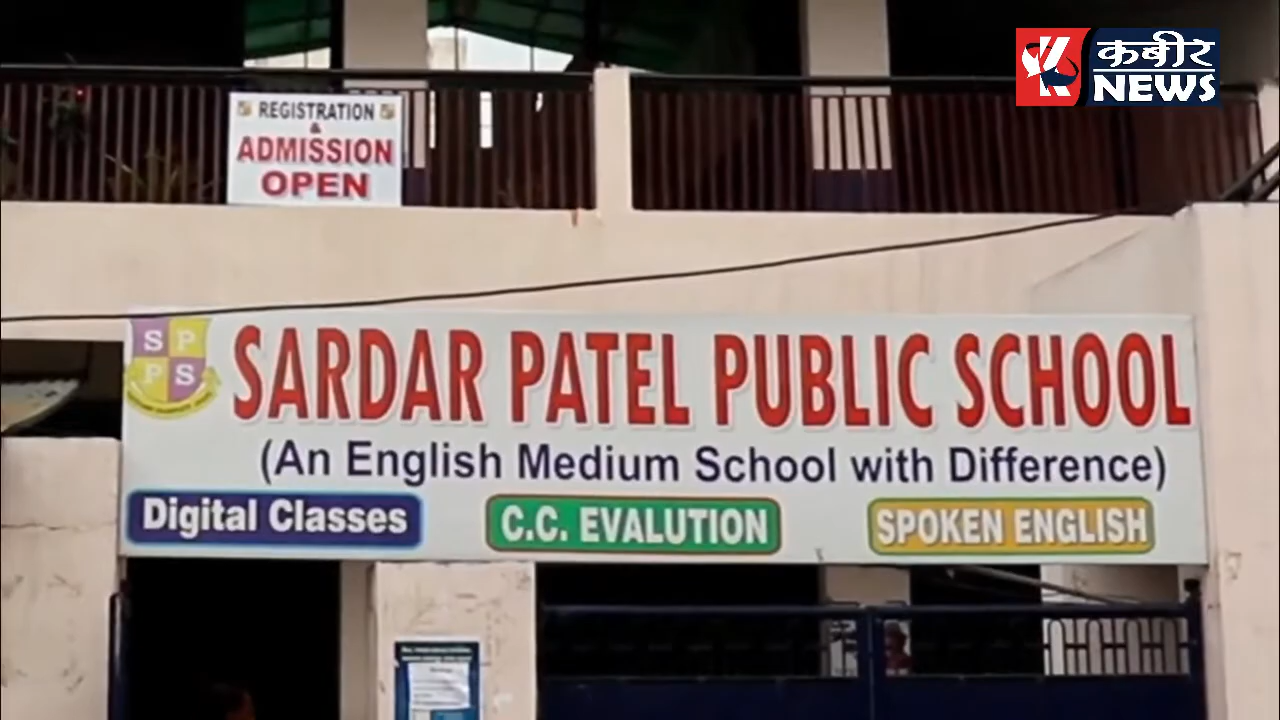 कबीर
NEWS
REGISTRATION
&
ADMISSION
OPEN
S P
P S
SARDAR PATEL PUBLIC SCHOOL
(An English Medium School with Difference)
Digital Classes
C.C. EVALUTION
SPOKEN ENGLISH